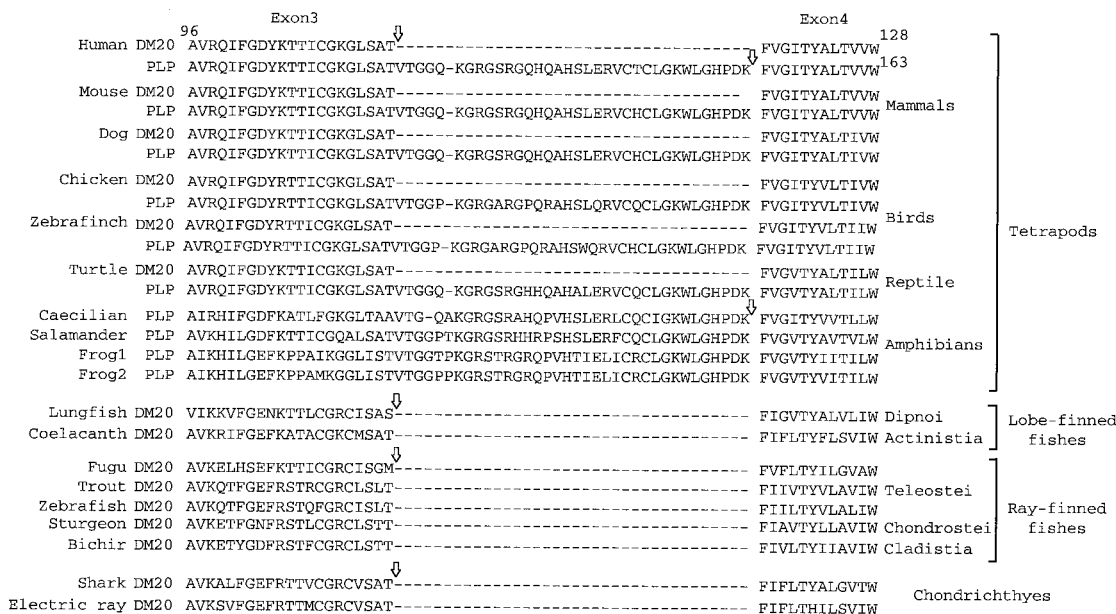 Exon3 Exon4
96 128
Human DM20 AVRQIFGDYKTTICGKGLSAT----------------------------------- FVGITYALTVVW
PLP AVRQIFGDYKTTICGKGLSATVTGGQ-KGRGSRGQHQAHSLERVCTCLGKWLGHPDK FVGITYALTVVW 163
Mouse DM20 AVRQIFGDYKTTICGKGLSAT----------------------------------- FVGITYALTVVW
PLP AVRQIFGDYKTTICGKGLSATVTGGQ-KGRGSRGQHQAHSLERVCHCLGKWLGHPDK FVGITYALTVVW
Mammals
Dog DM20 AVRQIFGDYKTTICGKGLSAT----------------------------------- FVGITYALTIVW
PLP AVRQIFGDYKTTICGKGLSATVTGGQ-KGRGSRGQHQAHSLERVCHCLGKWLGHPDK FVGITYALTIVW
Chicken DM20 AVRQIFGDYRTTICGKGLSAT----------------------------------- FVGITYVLTIVW
PLP AVRQIFGDYRTTICGKGLSATVTGGP-KGRGARGPQRAHSLQRVCQCLGKWLGHPDK FVGITYVLTIVW
Birds
Zebrafinch DM20 AVRQIFGDYRTTICGKGLSAT----------------------------------- FVGITYVLTIIW
PLP AVRQIFGDYRTTICGKGLSATVTGGP-KGRGARGPQRAHSWQRVCHCLGKWLGHPDK FVGITYVLTIIW
Tetrapods
Turtle DM20 AVRQIFGDYKTTICGKGLSAT----------------------------------- FVGVTYALTILW
PLP AVRQIFGDYKTTICGKGLSATVTGGQ-KGRGSRGHHQAHALERVCQCLGKWLGHPDK FVGVTYALTILW
Reptile
Caecilian PLP AIRHIFGDFKATLFGKGLTAAVTG-QAKGRGSRAHQPVHSLERLCQCIGKWLGHPDK FVGITYVVTLLW
Salamander PLP AVKHILGDFKTTICGQALSATVTGGPTKGRGSRHHRPSHSLERFCQCLGKWLGHPDK FVGVTYAVTVLW
Amphibians
Frog1 PLP AIKHILGEFKPPAIKGGLISTVTGGTPKGRSTRGRQPVHTIELICRCLGKWLGHPDK FVGVTYIITILW
Frog2 PLP AIKHILGEFKPPAMKGGLISTVTGGPPKGRSTRGRQPVHTIELICRCLGKWLGHPDK FVGVTYVITILW
Lungfish DM20 VIKKVFGENKTTLCGRCISAS----------------------------------- FIGVTYALVLIW Dipnoi
Coelacanth DM20 AVKRIFGEFKATACGKCMSAT----------------------------------- FIFLTYFLSVIW Actinistia
Lobe-finned
fishes
Fugu DM20 AVKELHSEFKTTICGRCISGM----------------------------------- FVFLTYILGVAW
Trout DM20 AVKQTFGEFRSTRCGRCLSLT----------------------------------- FIIVTYVLAVIW Teleostei
Zebrafish DM20 AVKQTFGEFRSTQFGRCISLT----------------------------------- FIILTYVLALIW
Sturgeon DM20 AVKETFGNFRSTLCGRCLSTT----------------------------------- FIAVTYLLAVIW Chondrostei
Bichir DM20 AVKETYGDFRSTFCGRCLSTT----------------------------------- FIVLTYIIAVIW Cladistia
Ray-finned
fishes
Shark DM20 AVKALFGEFRTTVCGRCVSAT----------------------------------- FIFLTYALGVTW
Electric ray DM20 AVKSVFGEFRTTMCGRCVSAT----------------------------------- FIFLTHILSVIW
Chondrichthyes